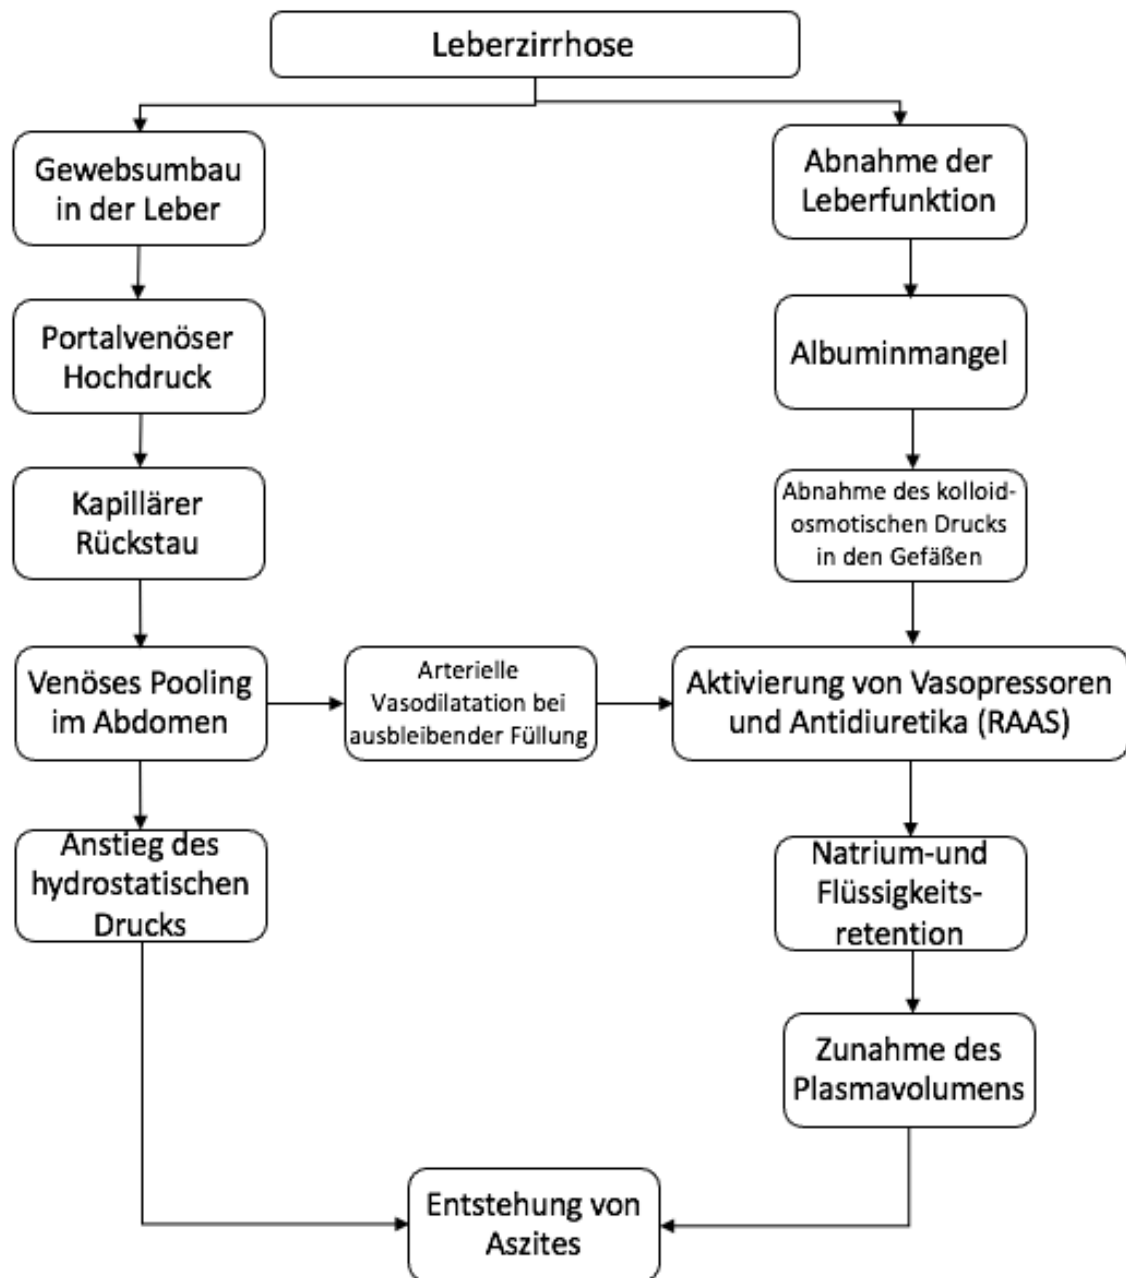 Leberzirrhose
Gewebsumbau
in der Leber
Abnahme der
Leberfunktion
Portalvenöser
Hochdruck
Albuminmangel
Kapillärer
Rückstau
Abnahme des kolloid-
osmotischen Drucks
in den Gefäßen
Venöses Pooling
im Abdomen
Arterielle
Vasodilatation bei
ausbleibender Füllung
Aktivierung von Vasopressoren
und Antidiuretika (RAAS)
Anstieg des
hydrostatischen
Drucks
Natrium-und
Flüssigkeits-
retention
Zunahme des
Plasmavolumens
Entstehung von
Aszites